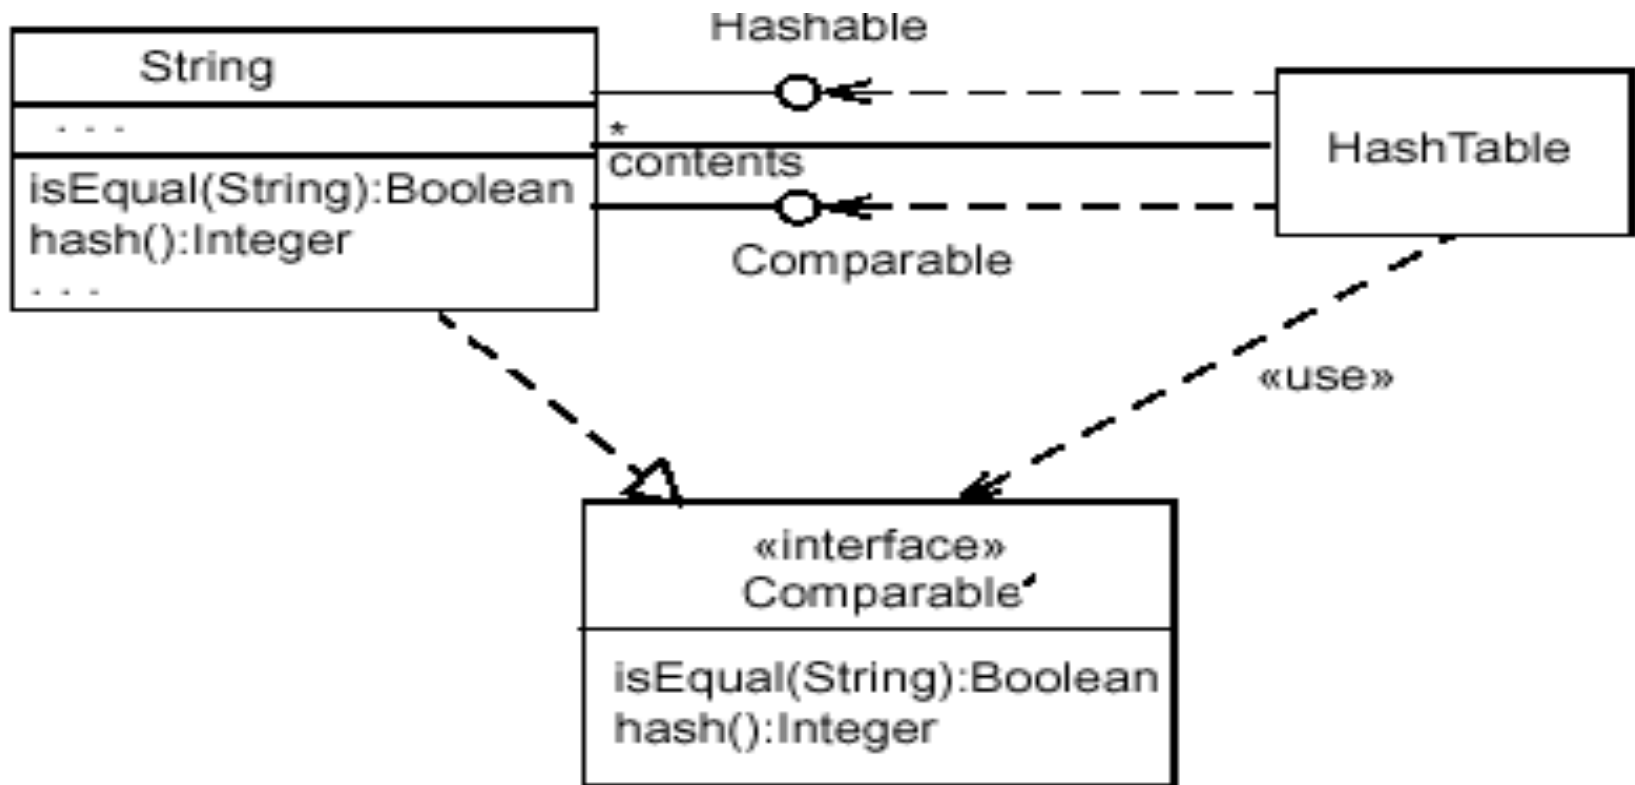 Hashable
String
. . .
isEqual(String):Boolean
hash():Integer
. . .
*
contents
Comparable
HashTable
«use»
«interface»
Comparable
isEqual(String):Boolean
hash():Integer